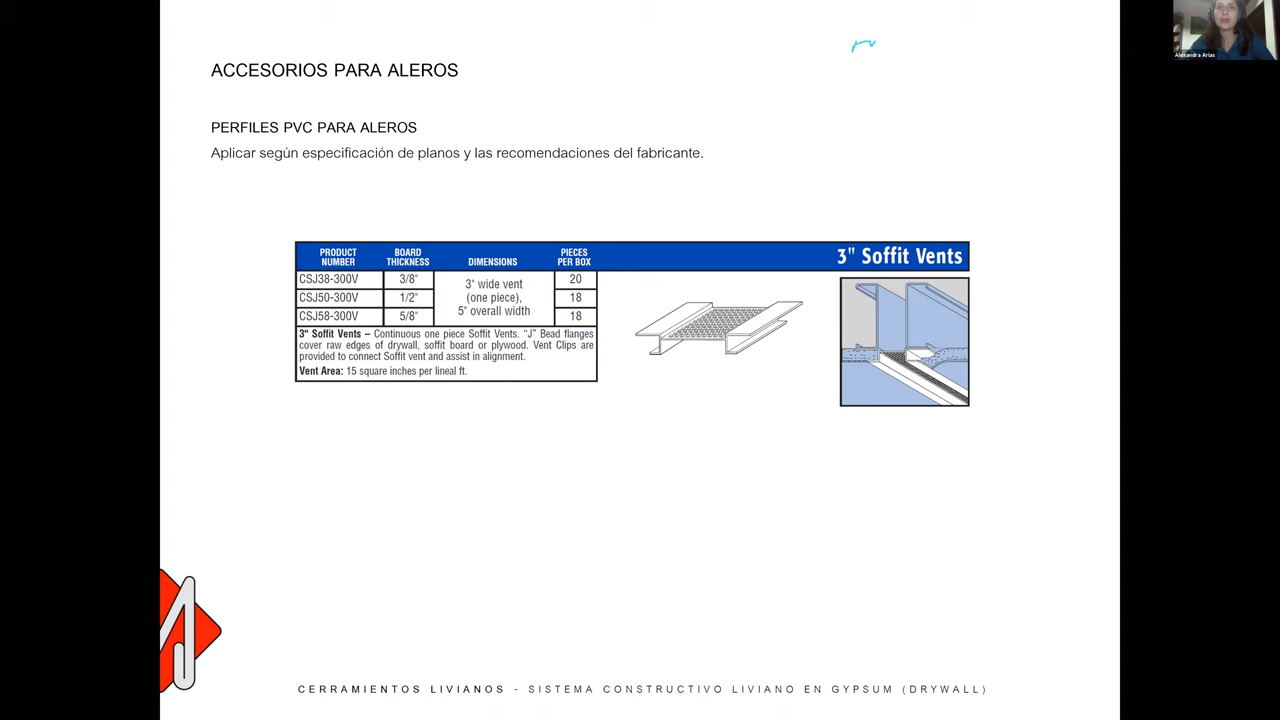 Alexandra Arias
ACCESORIOS PARA ALEROS
PERFILES PVC PARA ALEROS
Aplicar según especificación de planos y las recomendaciones del fabricante.
PRODUCT NUMBER BOARD THICKNESS DIMENSIONS PIECES PER BOX
3" Soffit Vents
CSJ38-300V 3/8" 20
CSJ50-300V 1/2" 18
CSJ58-300V 5/8" 18
3" wide vent
(one piece),
5" overall width
3" Soffit Vents – Continuous one piece Soffit Vents. “J” Bead flanges
cover raw edges of drywall, soffit board or plywood. Vent Clips are
provided to connect Soffit vent and assist in alignment.
Vent Area: 15 square inches per lineal ft.
CERRAMIENTOS LIVIANOS - SISTEMA CONSTRUCTIVO LIVIANO EN GYPSUM (DRYWALL)